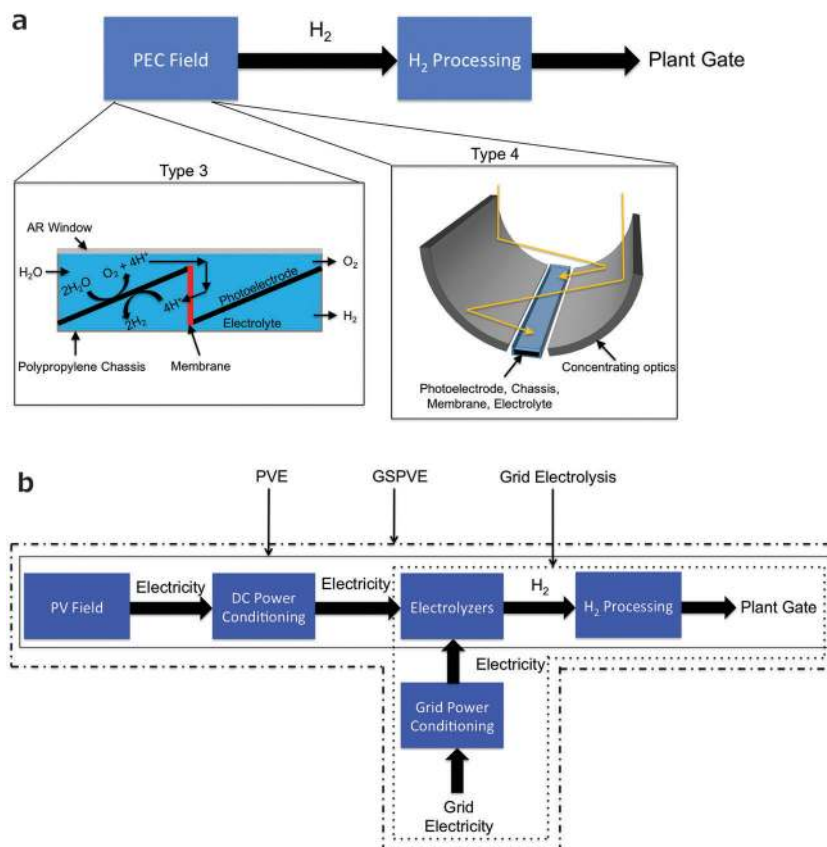 a
PEC Field
H₂
H₂ Processing
Plant Gate
Type 3
AR Window
H₂O
2H₂O
O₂ + 4H⁺
4H⁺
2H₂
Photoelectrode
Electrolyte
O₂
H₂
Polypropylene Chassis
Membrane
Type 4
Concentrating optics
Photoelectrode, Chassis,
Membrane, Electrolyte
b
PVE
GSPVE
Grid Electrolysis
PV Field
Electricity
DC Power
Conditioning
Electricity
Electrolyzers
H₂
H₂ Processing
Plant Gate
Electricity
Grid Power
Conditioning
Grid
Electricity